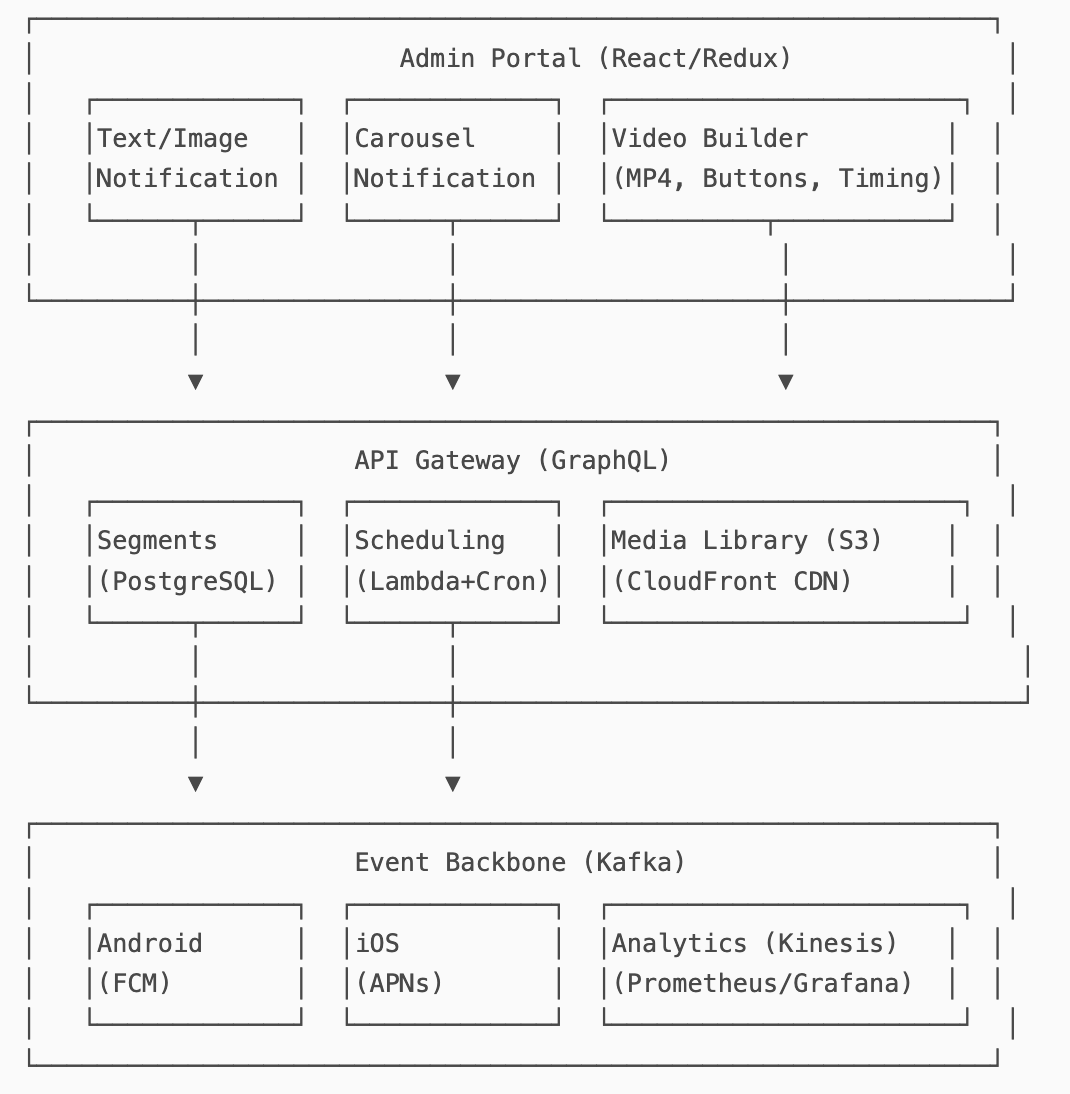 Admin Portal (React/Redux)
Text/Image
Notification
Carousel
Notification
Video Builder
(MP4, Buttons, Timing)
API Gateway (GraphQL)
Segments
(PostgreSQL)
Scheduling
(Lambda+Cron)
Media Library (S3)
(CloudFront CDN)
Event Backbone (Kafka)
Android
(FCM)
iOS
(APNs)
Analytics (Kinesis)
(Prometheus/Grafana)